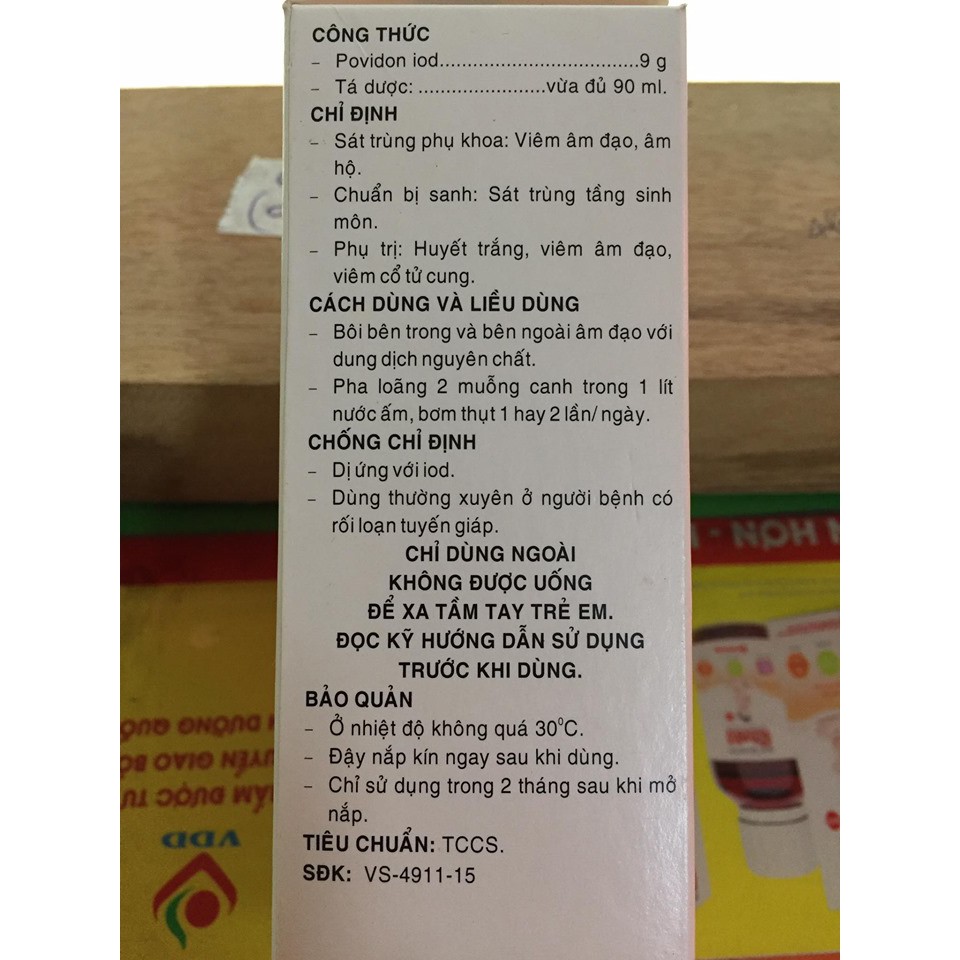 CÔNG THỨC
– Povidon iod....................................9 g
– Tá dược: .......................vừa đủ 90 ml.
CHỈ ĐỊNH
– Sát trùng phụ khoa: Viêm âm đạo, âm
hộ.
– Chuẩn bị sanh: Sát trùng tầng sinh
môn.
– Phụ trị: Huyết trắng, viêm âm đạo,
viêm cổ tử cung.
CÁCH DÙNG VÀ LIỀU DÙNG
– Bôi bên trong và bên ngoài âm đạo với
dung dịch nguyên chất.
– Pha loãng 2 muỗng canh trong 1 lít
nước ấm, bơm thụt 1 hay 2 lần/ ngày.
CHỐNG CHỈ ĐỊNH
– Dị ứng với iod.
– Dùng thường xuyên ở người bệnh có
rối loạn tuyến giáp.
CHỈ DÙNG NGOÀI
KHÔNG ĐƯỢC UỐNG
ĐỂ XA TẦM TAY TRẺ EM.
ĐỌC KỸ HƯỚNG DẪN SỬ DỤNG
TRƯỚC KHI DÙNG.
BẢO QUẢN
– Ở nhiệt độ không quá 30°C.
– Đậy nắp kín ngay sau khi dùng.
– Chỉ sử dụng trong 2 tháng sau khi mở
nắp.
TIÊU CHUẨN: TCCS.
SĐK: VS-4911-15
VDD